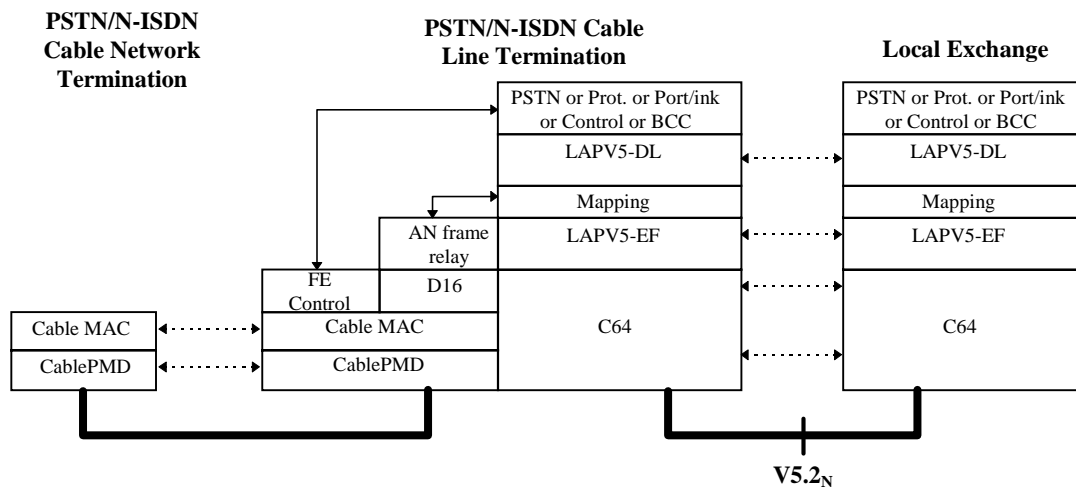 PSTN/N-ISDN
Cable Network
Termination
PSTN/N-ISDN Cable
Line Termination
Local Exchange
PSTN or Prot. or Port/ink
or Control or BCC
PSTN or Prot. or Port/ink
or Control or BCC
LAPV5-DL
LAPV5-DL
Mapping
Mapping
AN frame
relay
LAPV5-EF
LAPV5-EF
FE
Control
D16
C64
C64
Cable MAC
Cable MAC
CablePMD
CablePMD
V5.2N